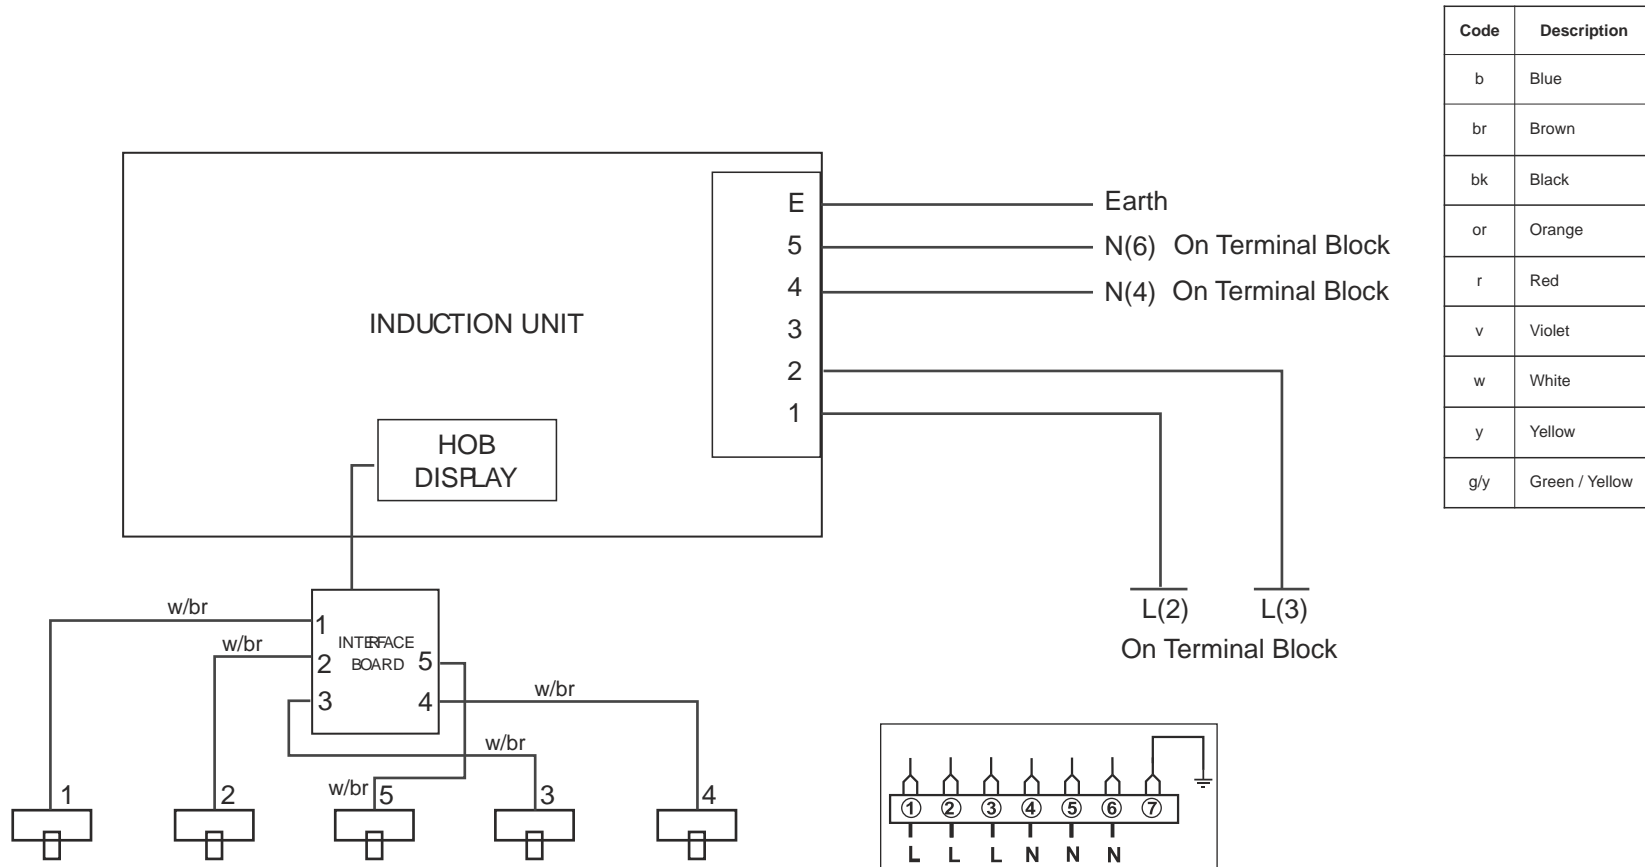 Code Description
b Blue
br Brown
bk Black
or Orange
r Red
v Violet
w White
y Yellow
g/y Green / Yellow
E Earth
5 N(6) On Terminal Block
4 N(4) On Terminal Block
3
2
1
INDUCTION UNIT
HOB
DISPLAY
L(2) L(3)
On Terminal Block
w/br
w/br
w/br
w/br
w/br
1
2
3
INTERFACE
BOARD
5
4
1 2 5 3 4
1 2 3 4 5 6 7
L L L N N N